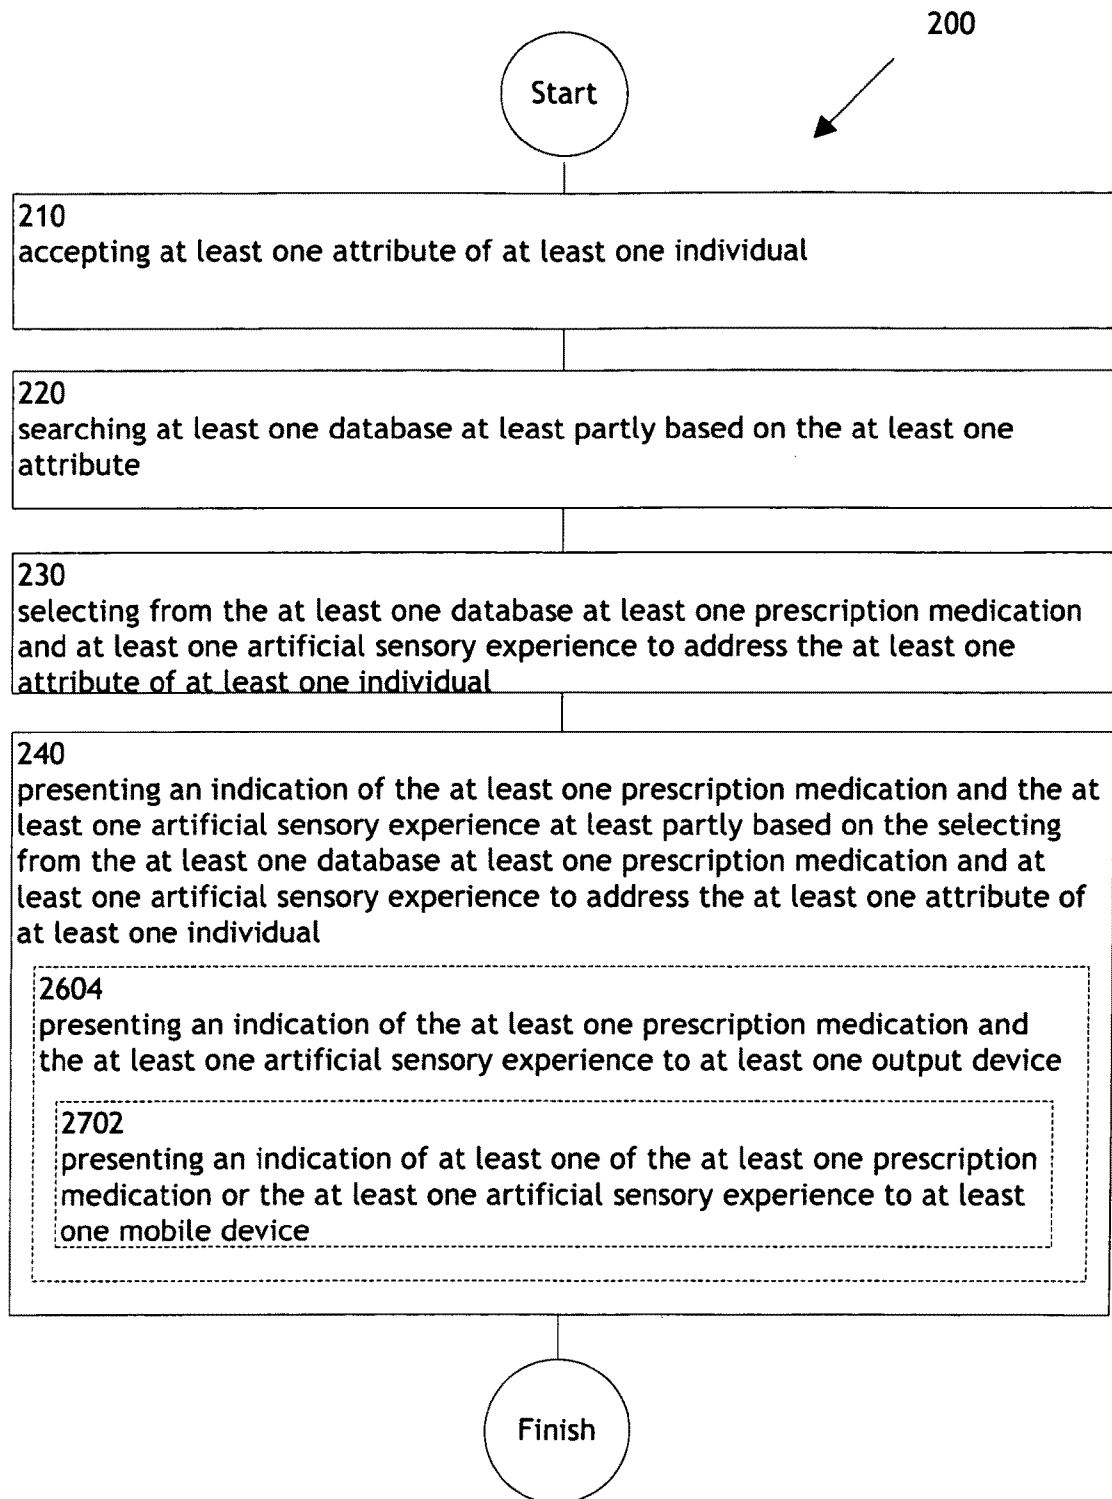 200
Start
210
accepting at least one attribute of at least one individual
220
searching at least one database at least partly based on the at least one
attribute
230
selecting from the at least one database at least one prescription medication
and at least one artificial sensory experience to address the at least one
attribute of at least one individual
240
presenting an indication of the at least one prescription medication and the at
least one artificial sensory experience at least partly based on the selecting
from the at least one database at least one prescription medication and at
least one artificial sensory experience to address the at least one attribute of
at least one individual
2604
presenting an indication of the at least one prescription medication and
the at least one artificial sensory experience to at least one output device
2702
presenting an indication of at least one of the at least one prescription
medication or the at least one artificial sensory experience to at least
one mobile device
Finish